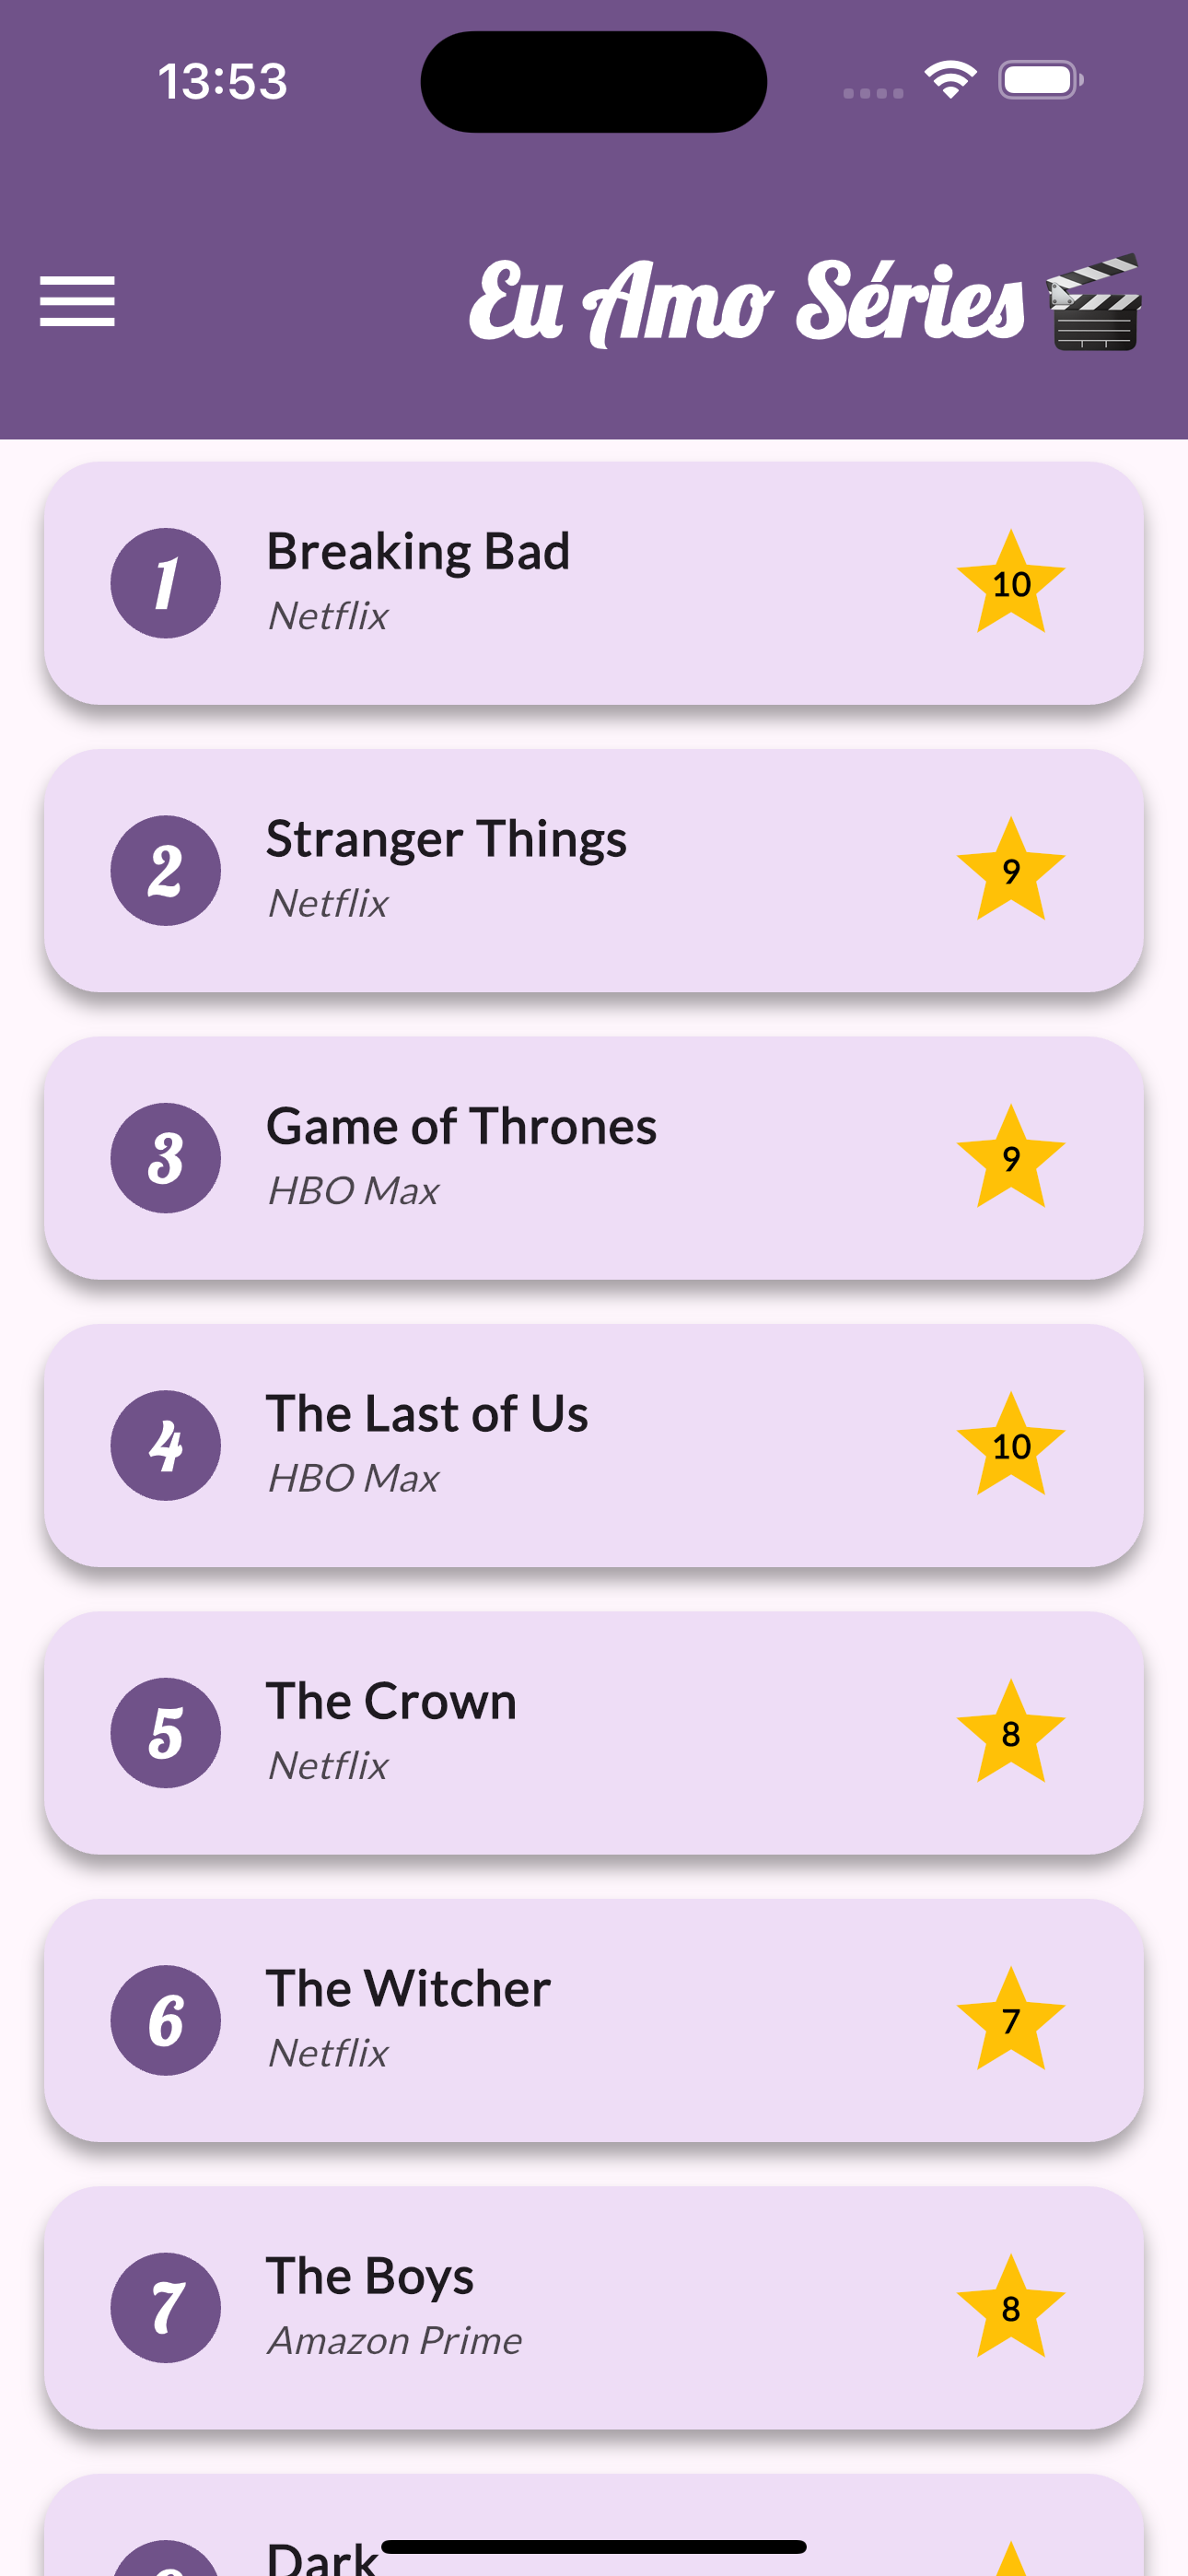 13:53
Eu Amo Séries
1
Breaking Bad
Netflix
10
2
Stranger Things
Netflix
9
3
Game of Thrones
HBO Max
9
4
The Last of Us
HBO Max
10
5
The Crown
Netflix
8
6
The Witcher
Netflix
7
7
The Boys
Amazon Prime
8
Dark